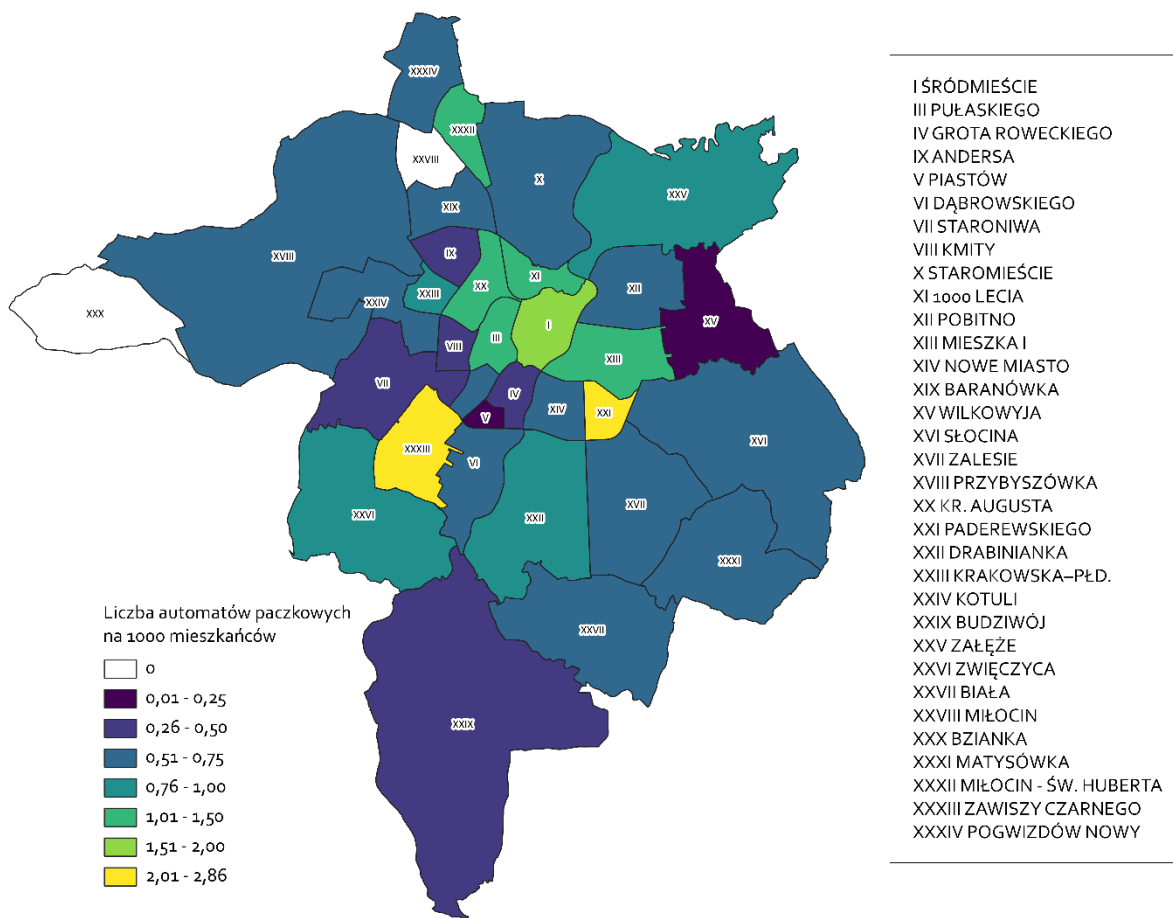 XXXIV
XXXII
XXVIII
X
XXV
XIX
IX
XVIII
XX
XI
XXIII
XII
XXX
XXIV
XV
I
III
VIII
XIII
VII
IV
V
XIV
XXI
XXXIII
XVI
VI
XXVI
XXII
XVII
XXXI
XXVII
XXIX
Liczba automatów paczkowych
na 1000 mieszkańców
0
0,01 - 0,25
0,26 - 0,50
0,51 - 0,75
0,76 - 1,00
1,01 - 1,50
1,51 - 2,00
2,01 - 2,86
I ŚRÓDMIEŚCIE
III PUŁASKIEGO
IV GROTA ROWECKIEGO
IX ANDERSA
V PIASTÓW
VI DĄBROWSKIEGO
VII STARONIWA
VIII KMITY
X STAROMIEŚCIE
XI 1000 LECIA
XII POBITNO
XIII MIESZKA I
XIV NOWE MIASTO
XIX BARANÓWKA
XV WILKOWYJA
XVI SŁOCINA
XVII ZALESIE
XVIII PRZYBYSZÓWKA
XX KR. AUGUSTA
XXI PADEREWSKIEGO
XXII DRABINIANKA
XXIII KRAKOWSKA–PŁD.
XXIV KOTULI
XXIX BUDZIWÓJ
XXV ZAŁĘŻE
XXVI ZWIĘCZYCA
XXVII BIAŁA
XXVIII MIŁOCIN
XXX BZIANKA
XXXI MATYSÓWKA
XXXII MIŁOCIN - ŚW. HUBERTA
XXXIII ZAWISZY CZARNEGO
XXXIV POGWIZDÓW NOWY